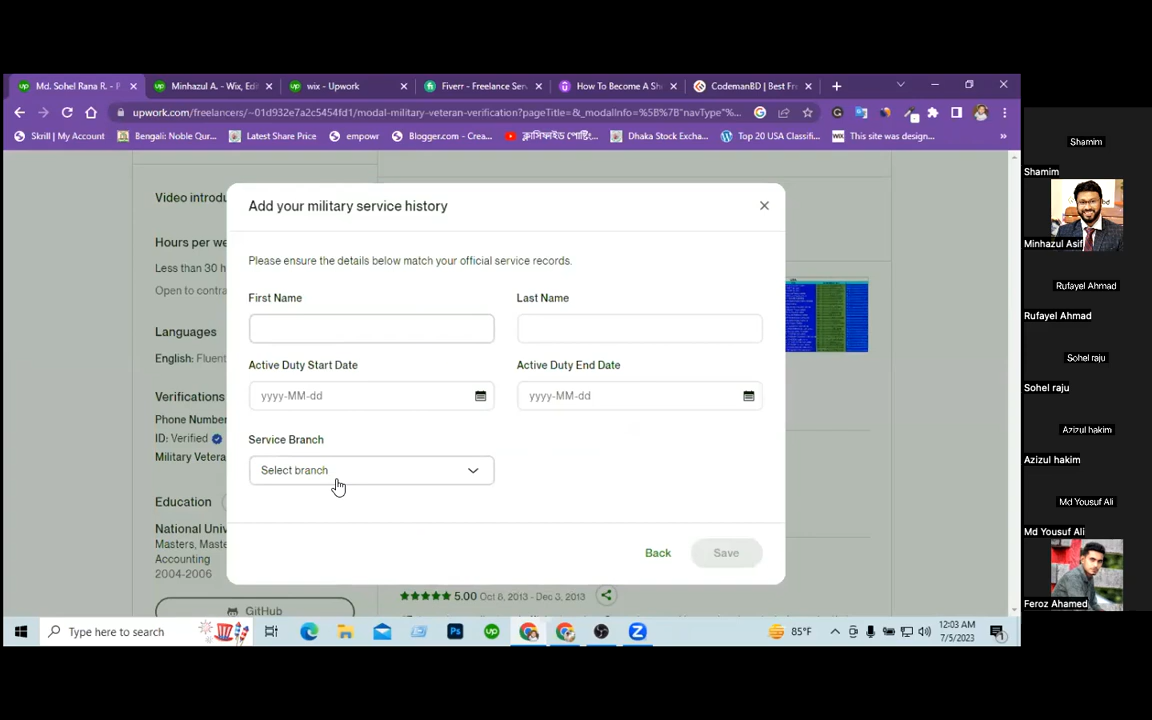 Md. Sohel Rana R. - P
Minhazul A. - Wix, Edi
wix - Upwork
Fiverr - Freelance Serv
How To Become A Sh
CodemanBD | Best Fr
upwork.com/freelancers/~01d932e7a2c5454fd1/modal-military-veteran-verification?pageTitle=&_modalInfo=%5B%7B"navType"%...
Skrill | My Account
Bengali: Noble Qur...
Latest Share Price
empowr
Blogger.com - Crea...
ক্লাসিফাইড পোস্টিং...
Dhaka Stock Excha...
Top 20 USA Classifi...
This site was design...
»
Video introdu
Hours per we
Less than 30 h
Open to contra
Languages
English: Fluent
Verifications
Phone Number
ID: Verified
Military Vetera
Education
National Univ
Masters, Maste
Accounting
2004-2006
GitHub
Add your military service history
Please ensure the details below match your official service records.
First Name
Last Name
Active Duty Start Date
Active Duty End Date
yyyy-MM-dd
yyyy-MM-dd
Service Branch
Select branch
Back
Save
5.00 Oct 8, 2013 - Dec 3, 2013
Type here to search
85°F
12:03 AM
7/5/2023
Shamim
Shamim
Minhazul Asif
Rufayel Ahmad
Rufayel Ahmad
Sohel raju
Sohel raju
Azizul hakim
Azizul hakim
Md Yousuf Ali
Md Yousuf Ali
Feroz Ahamed